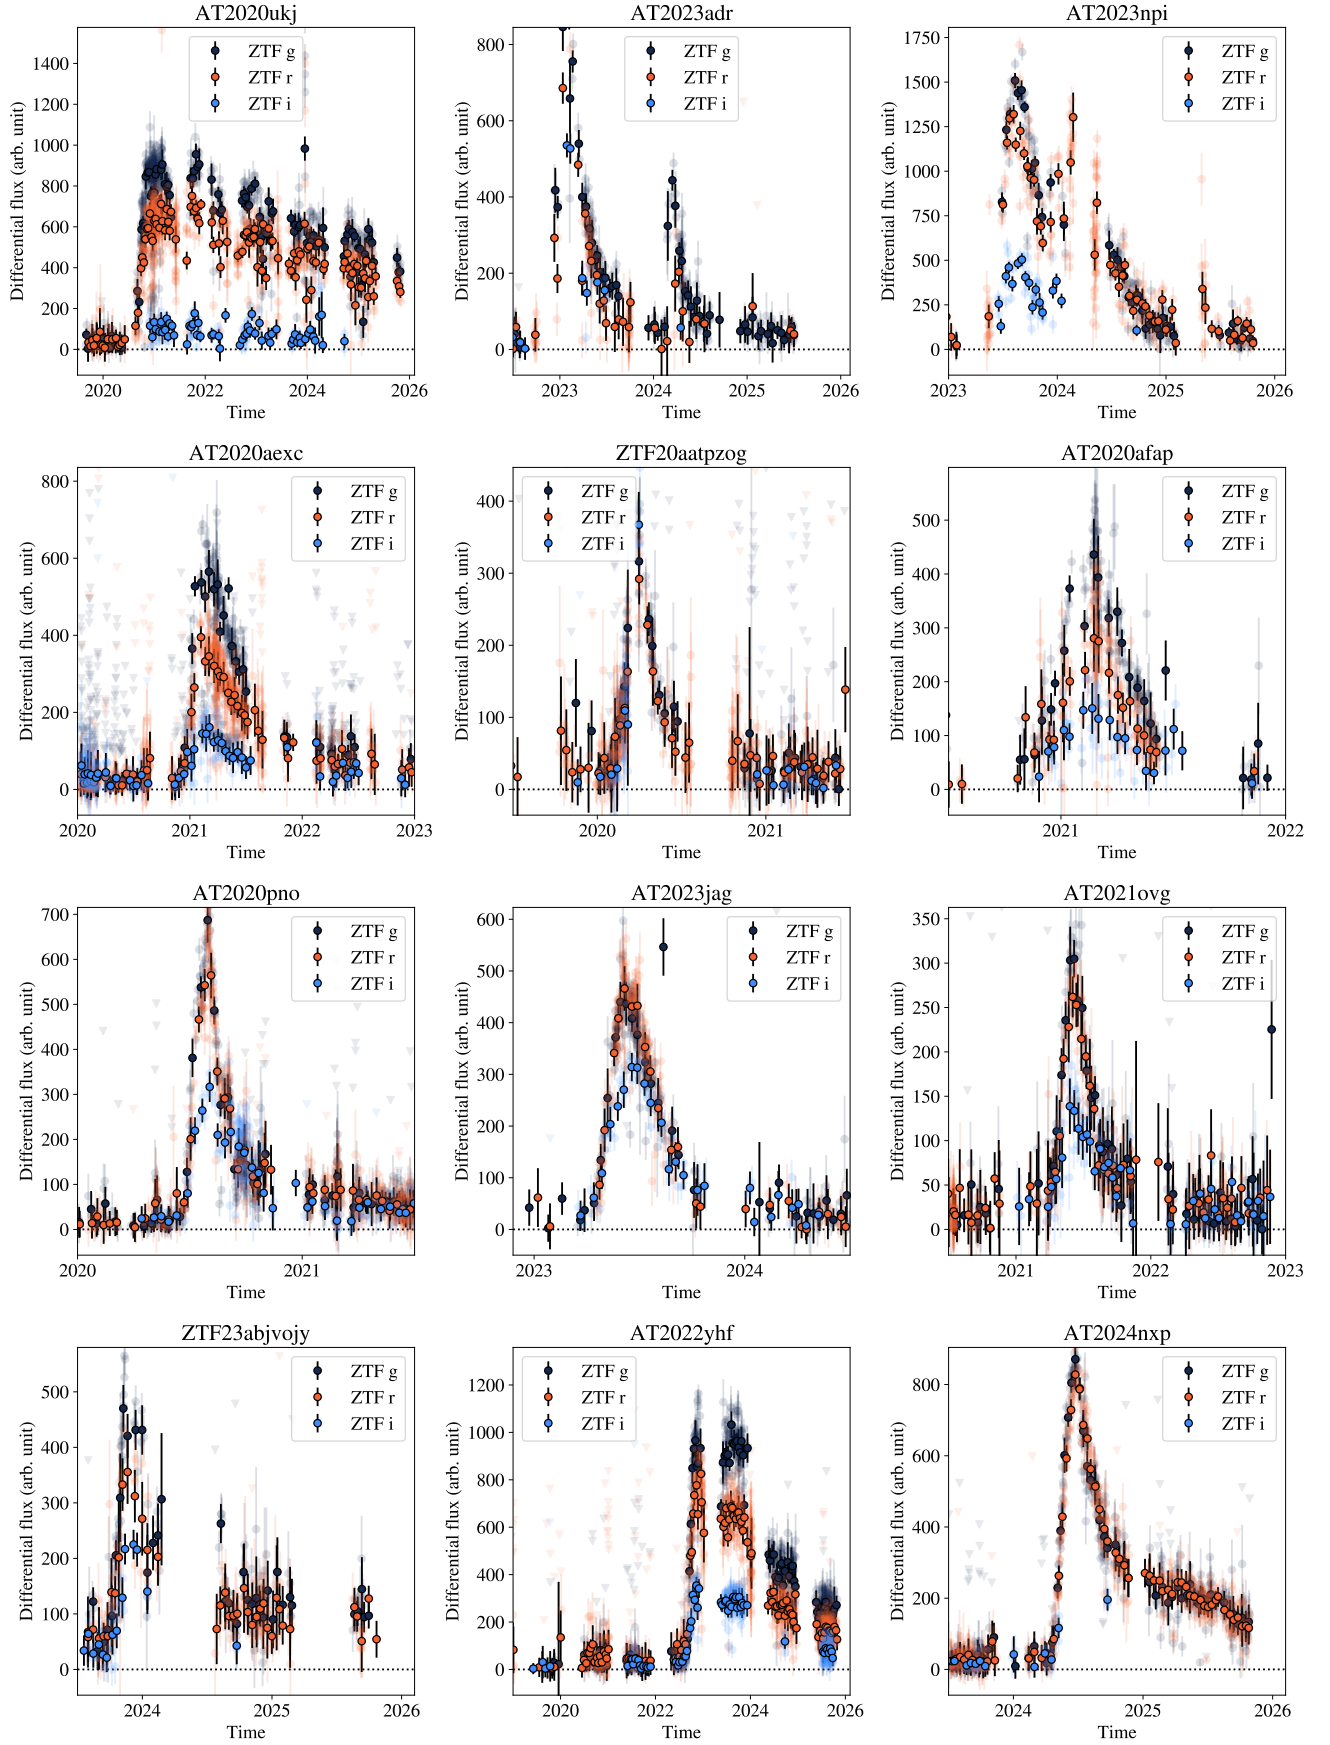 AT2020ukj
Differential flux (arb. unit)
1400
1200
1000
800
600
400
200
0
ZTF g
ZTF r
ZTF i
2020
2022
2024
2026
Time
AT2023adr
Differential flux (arb. unit)
800
600
400
200
0
ZTF g
ZTF r
ZTF i
2023
2024
2025
2026
Time
AT2023npi
Differential flux (arb. unit)
1750
1500
1250
1000
750
500
250
0
ZTF g
ZTF r
ZTF i
2023
2024
2025
2026
Time
AT2020aexc
Differential flux (arb. unit)
800
600
400
200
0
ZTF g
ZTF r
ZTF i
2020
2021
2022
2023
Time
ZTF20aatpzog
Differential flux (arb. unit)
400
300
200
100
0
ZTF g
ZTF r
ZTF i
2020
2021
Time
AT2020afap
Differential flux (arb. unit)
500
400
300
200
100
0
ZTF g
ZTF r
ZTF i
2021
2022
Time
AT2020pno
Differential flux (arb. unit)
700
600
500
400
300
200
100
0
ZTF g
ZTF r
ZTF i
2020
2021
Time
AT2023jag
Differential flux (arb. unit)
600
500
400
300
200
100
0
ZTF g
ZTF r
ZTF i
2023
2024
Time
AT2021ovg
Differential flux (arb. unit)
350
300
250
200
150
100
50
0
ZTF g
ZTF r
ZTF i
2021
2022
2023
Time
ZTF23abjvojy
Differential flux (arb. unit)
500
400
300
200
100
0
ZTF g
ZTF r
ZTF i
2024
2025
2026
Time
AT2022yhf
Differential flux (arb. unit)
1200
1000
800
600
400
200
0
ZTF g
ZTF r
ZTF i
2020
2022
2024
2026
Time
AT2024nxp
Differential flux (arb. unit)
800
600
400
200
0
ZTF g
ZTF r
ZTF i
2024
2025
2026
Time